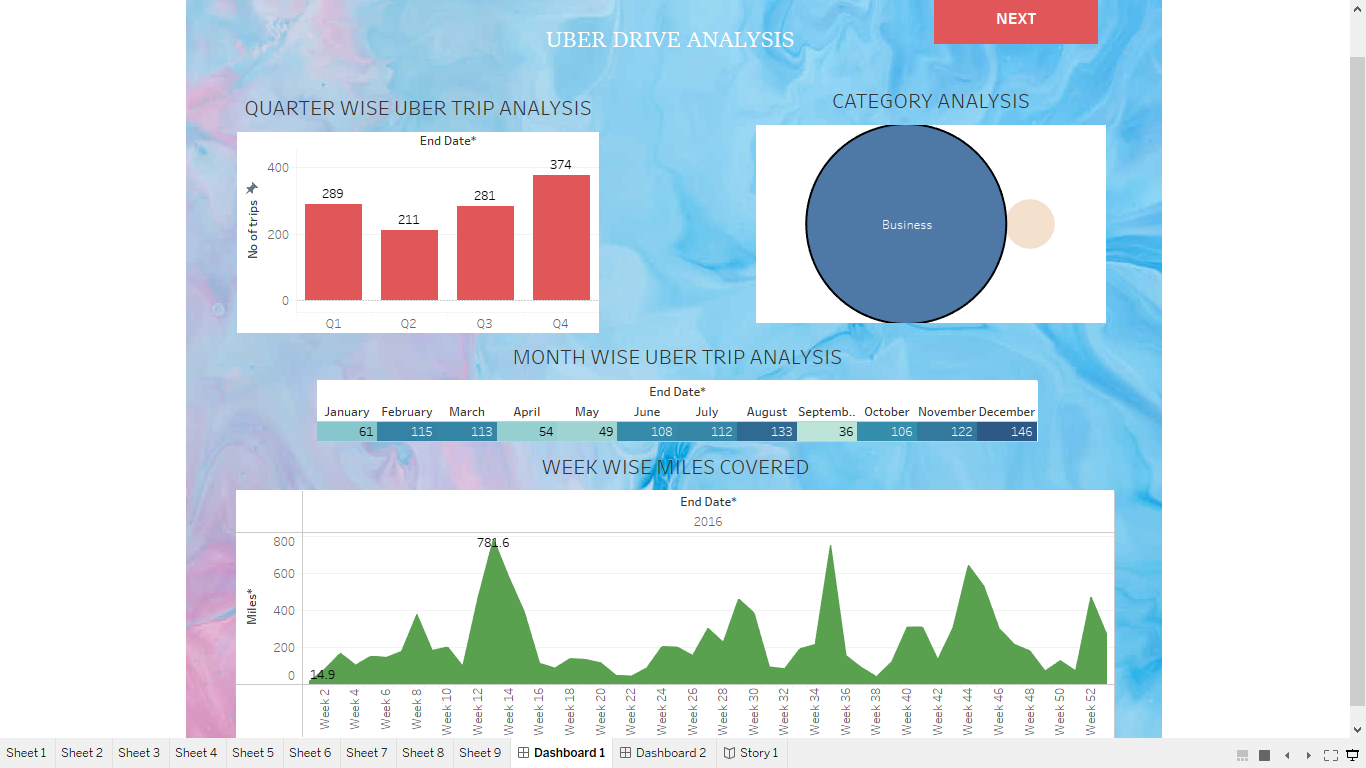 NEXT
UBER DRIVE ANALYSIS
QUARTER WISE UBER TRIP ANALYSIS
End Date*
No of trips
400
200
0
289
211
281
374
Q1 Q2 Q3 Q4
CATEGORY ANALYSIS
Business
MONTH WISE UBER TRIP ANALYSIS
End Date*
January February March April May June July August Septemb.. October November December
61 115 113 54 49 108 112 133 36 106 122 146
WEEK WISE MILES COVERED
End Date*
2016
Miles*
800
600
400
200
0
781.6
14.9
Week 2 Week 4 Week 6 Week 8 Week 10 Week 12 Week 14 Week 16 Week 18 Week 20 Week 22 Week 24 Week 26 Week 28 Week 30 Week 32 Week 34 Week 36 Week 38 Week 40 Week 42 Week 44 Week 46 Week 48 Week 50 Week 52
Sheet 1 Sheet 2 Sheet 3 Sheet 4 Sheet 5 Sheet 6 Sheet 7 Sheet 8 Sheet 9 Dashboard 1 Dashboard 2 Story 1